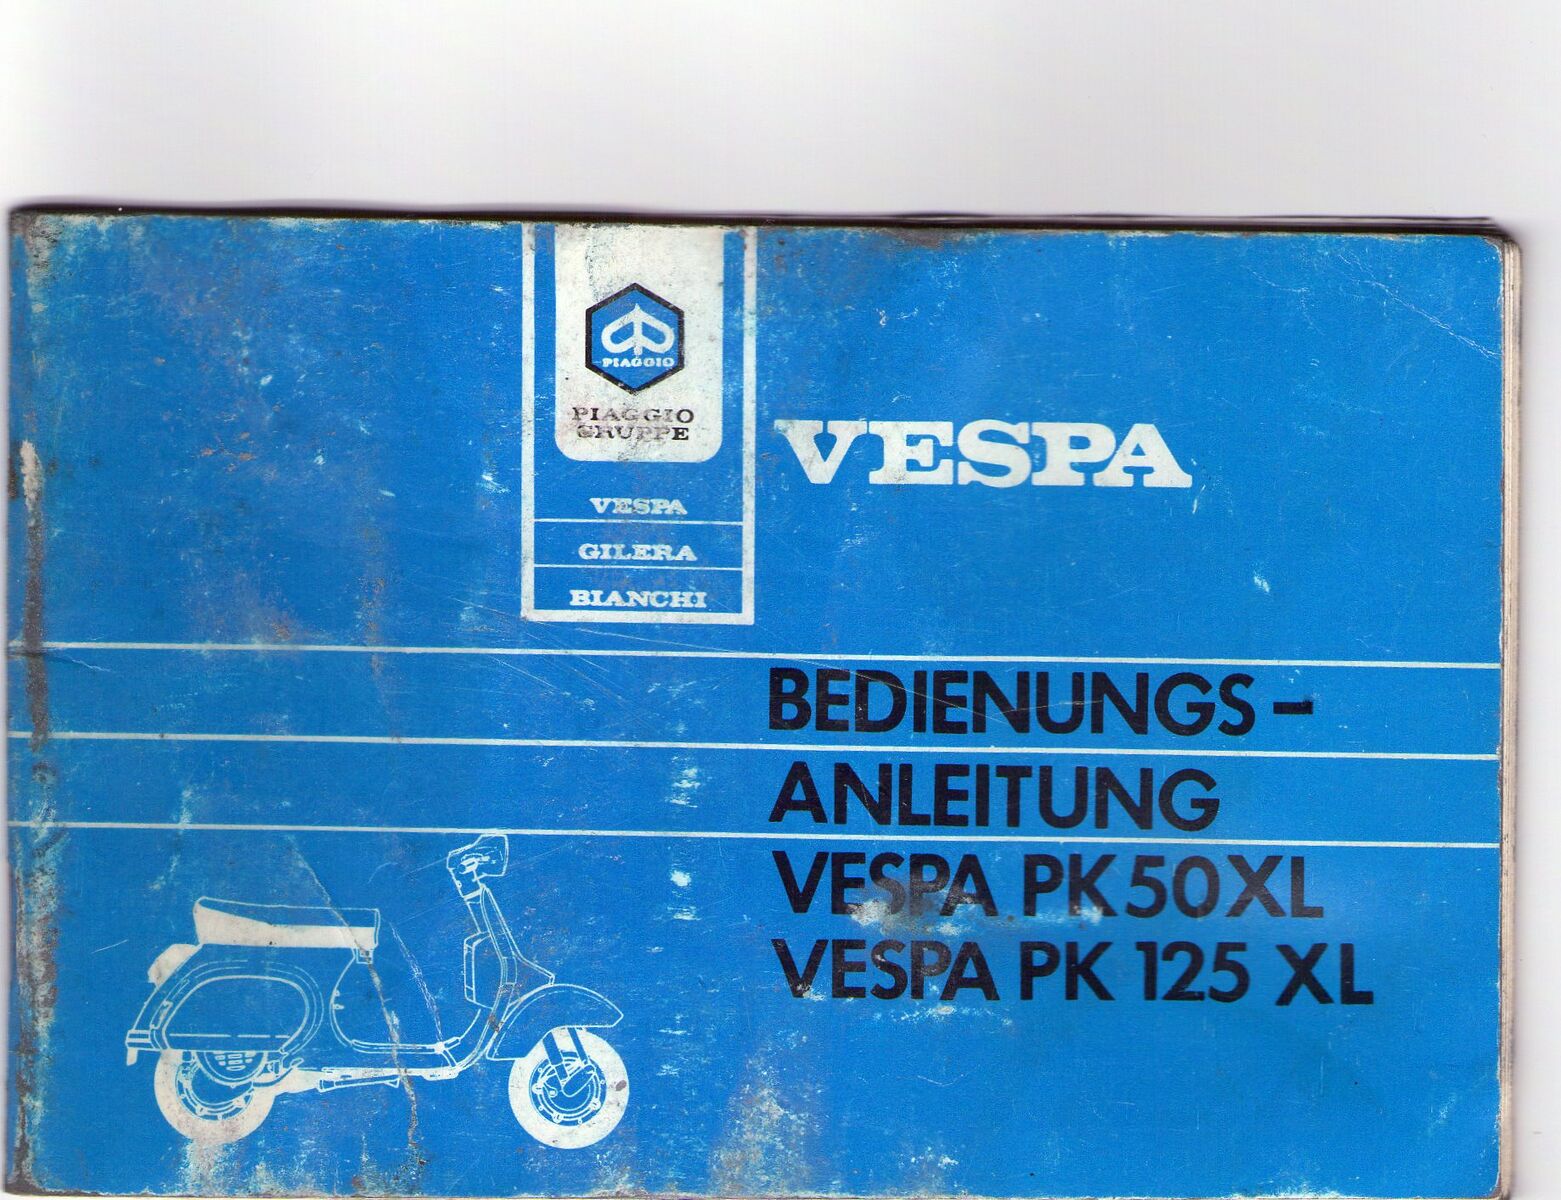 PIAGGIO
PIAGGIO
GRUPPE
VESPA
GILERA
BIANCHI
VESPA
BEDIENUNGS-
ANLEITUNG
VESPA PK 50 XL
VESPA PK 125 XL